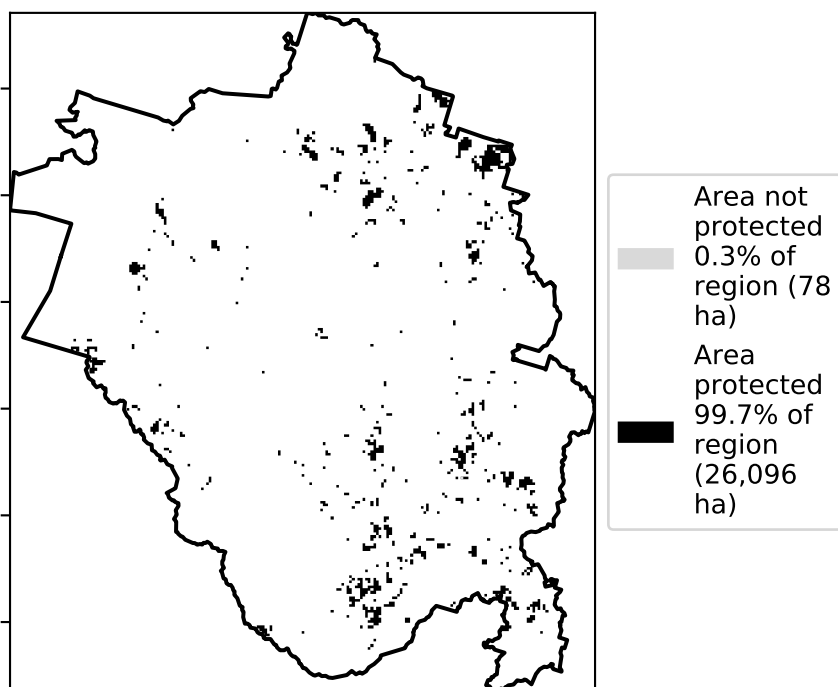 Area not
protected
0.3% of
region (78
ha)
Area
protected
99.7% of
region
(26,096
ha)